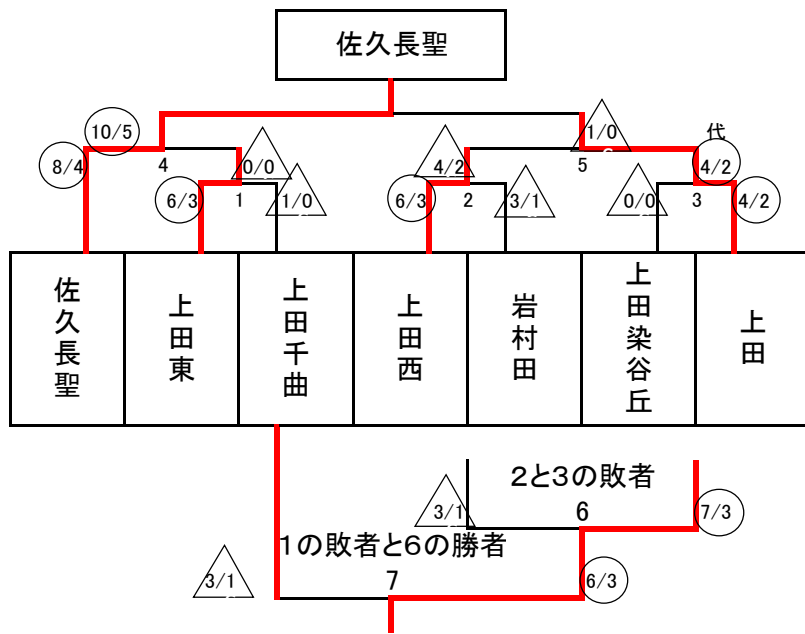 佐久長聖
10/5
1/0
代
8/4
4
0/0
4/2
5
4/2
6/3
1
1/0
6/3
2
3/1
0/0
3
4/2
佐久長聖
上田東
上田千曲
上田西
岩村田
上田染谷丘
上田
2と3の敗者
3/1
6
7/3
1の敗者と6の勝者
3/1
7
6/3